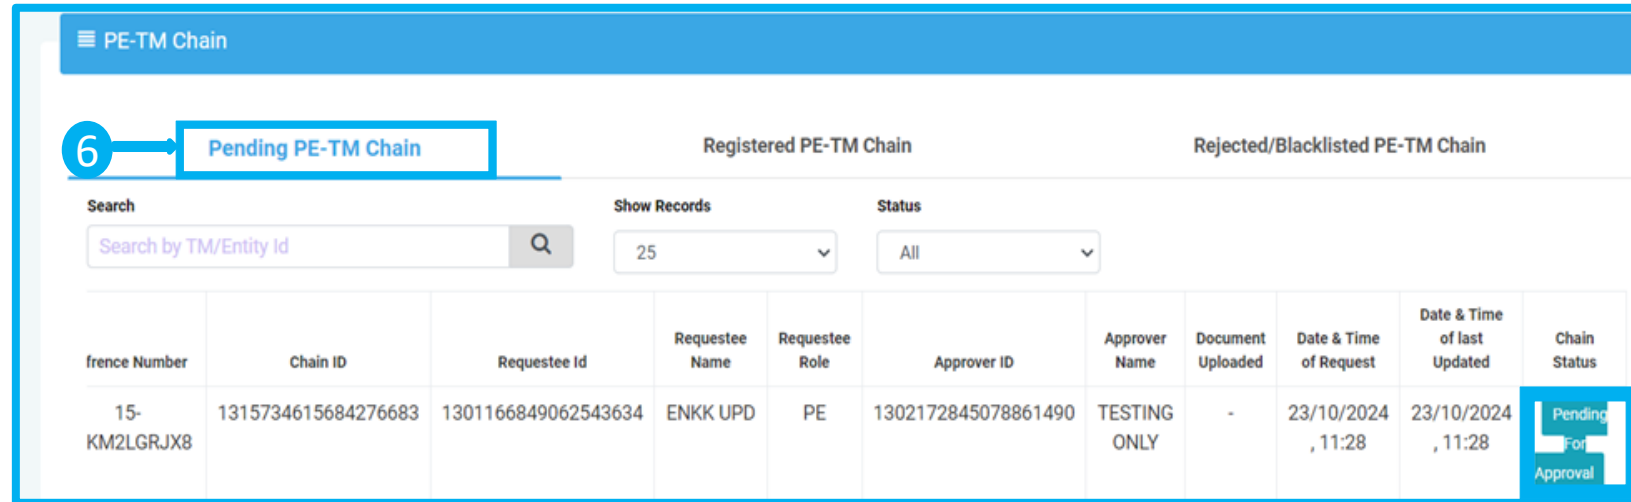 PE-TM Chain
6
Pending PE-TM Chain
Registered PE-TM Chain
Rejected/Blacklisted PE-TM Chain
Search
Show Records
Status
Search by TM/Entity Id
25
All
frence Number
Chain ID
Requestee Id
Requestee
Name
Requestee
Role
Approver ID
Approver
Name
Document
Uploaded
Date & Time
of Request
Date & Time
of last
Updated
Chain
Status
15-
KM2LGRJX8
1315734615684276683
1301166849062543634
ENKK UPD
PE
1302172845078861490
TESTING
ONLY
-
23/10/2024
, 11:28
23/10/2024
, 11:28
Pending
For
Approval